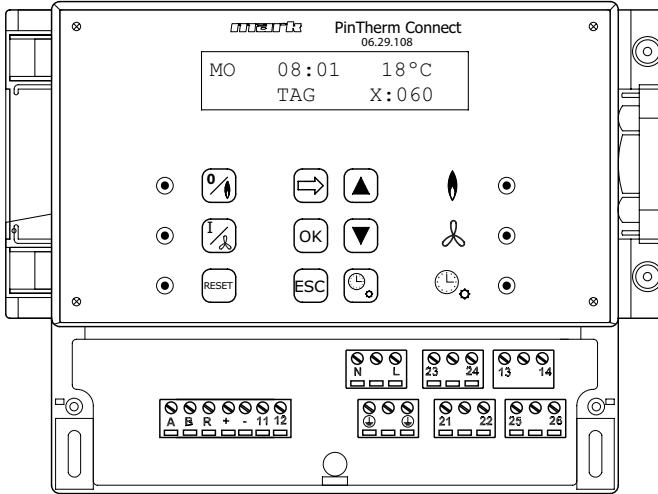 mark PinTherm Connect
06.29.108
MO 08:01 18°C
TAG X:060
0/
I/
OK
RESET ESC
N L 23 24 13 14
A B R + - 11 12 21 22 25 26